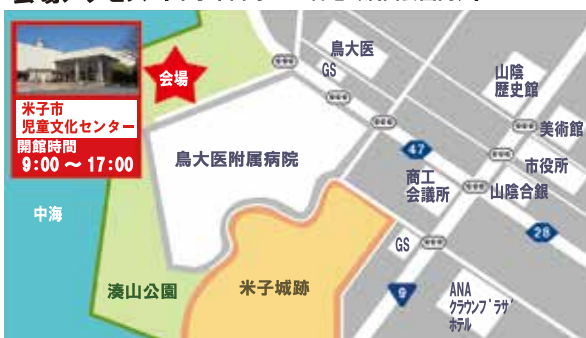 米子市
児童文化センター
開館時間
9:00 ～ 17:00
会場
鳥大医
GS
山陰
歴史館
美術館
市役所
47
鳥大医附属病院
商工
会議所
山陰合銀
28
中海
GS
湊山公園
米子城跡
9
ANA
クラウンプラザ
ホテル